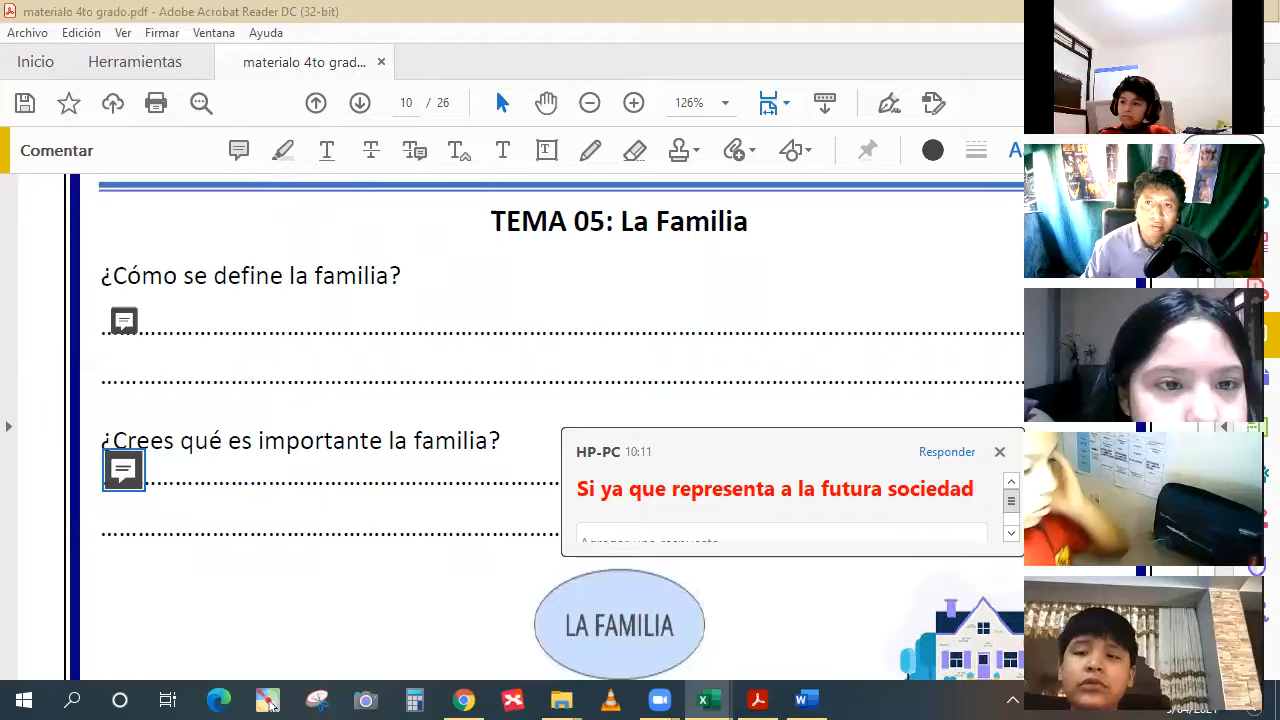 materialo 4to grado.pdf - Adobe Acrobat Reader DC (32-bit)
Archivo Edición Ver Firmar Ventana Ayuda
Inicio Herramientas materialo 4to grad...
10 / 26 126%
Comentar
TEMA 05: La Familia
¿Cómo se define la familia?
¿Crees qué es importante la familia?
HP-PC 10:11 Responder
Si ya que representa a la futura sociedad
LA FAMILIA